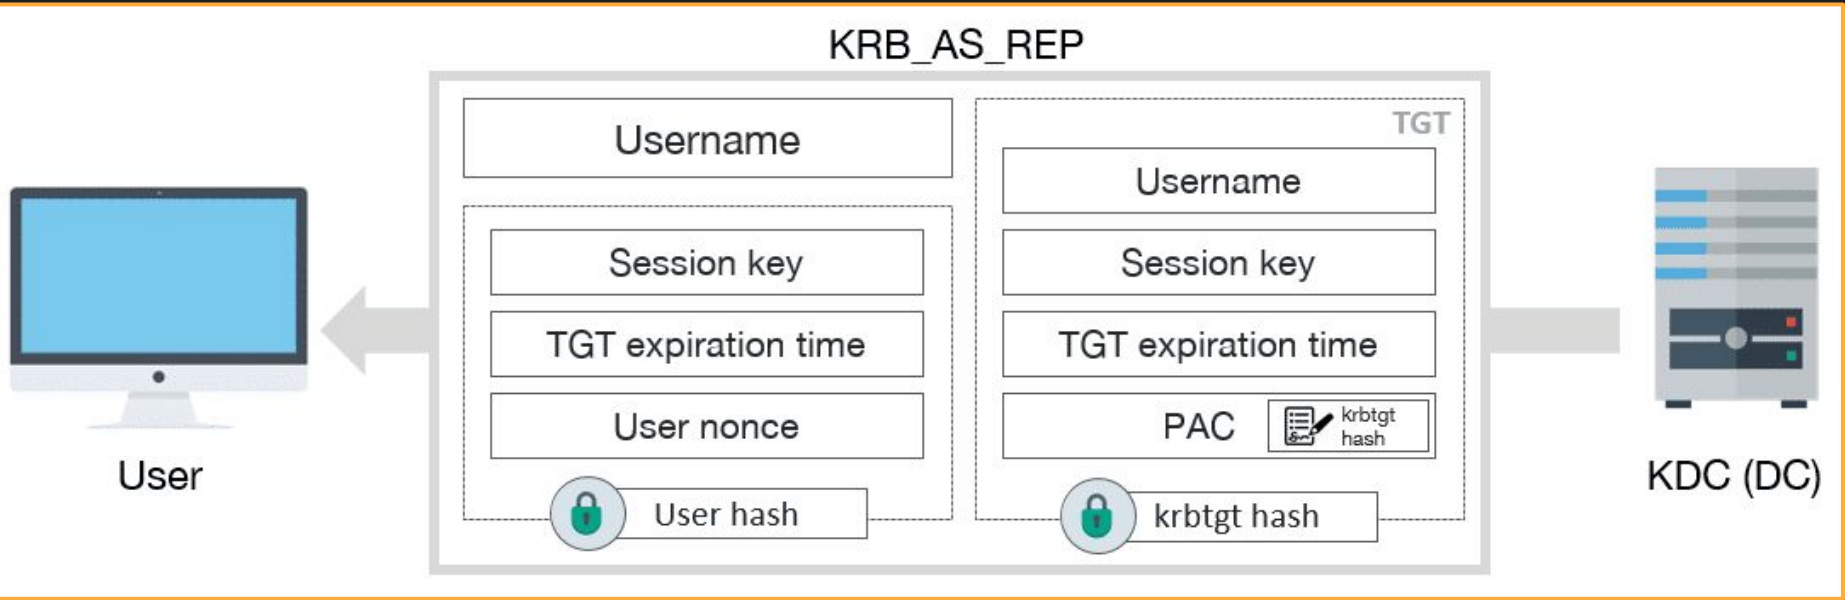 KRB_AS_REP
Username
Session key
TGT expiration time
User nonce
User hash
TGT
Username
Session key
TGT expiration time
PAC
krbtgt
hash
krbtgt hash
User
KDC (DC)